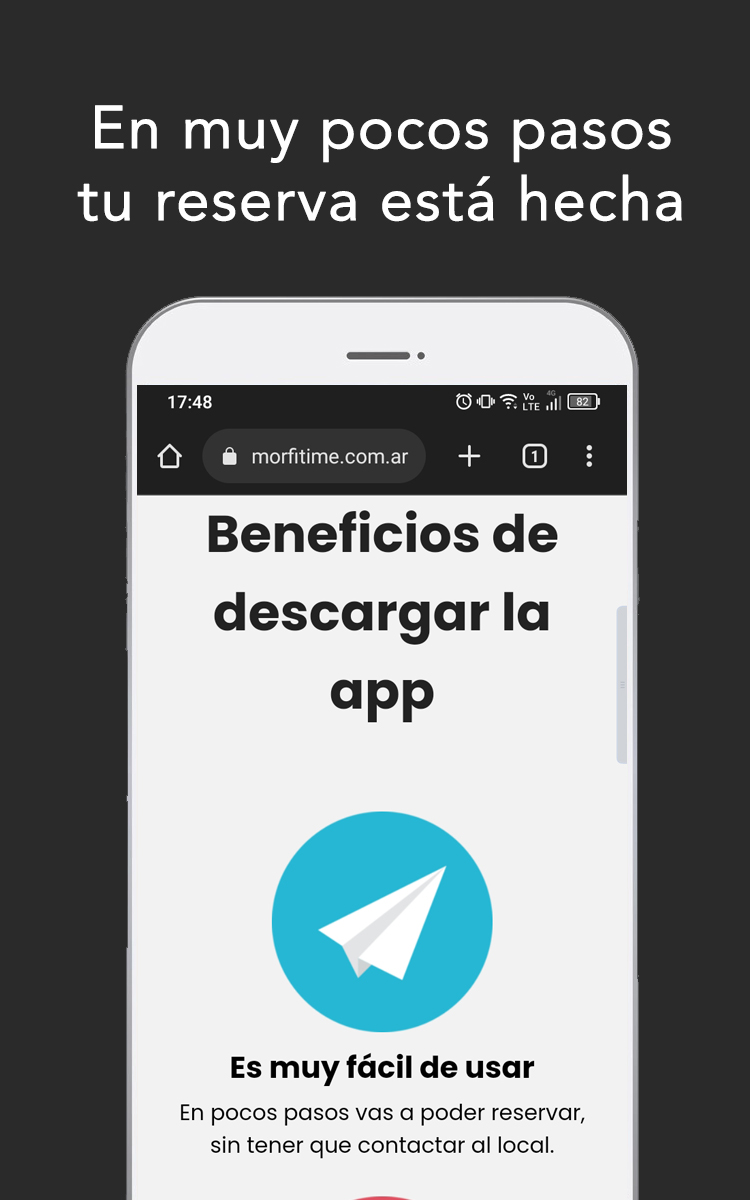 En muy pocos pasos
tu reserva está hecha
17:48
Vo
LTE
4G
82
morfitime.com.ar
1
Beneficios de
descargar la
app
Es muy fácil de usar
En pocos pasos vas a poder reservar,
sin tener que contactar al local.